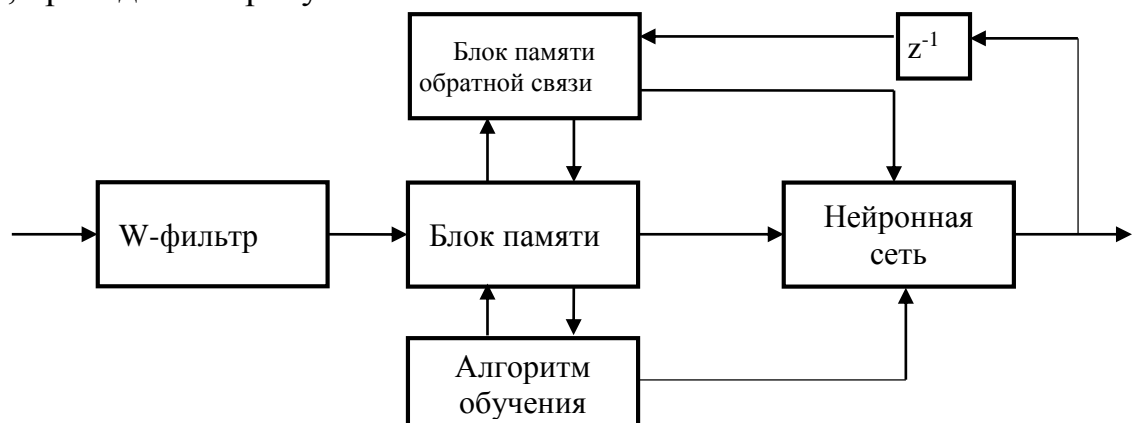 Блок памяти
обратной связи
z-1
W-фильтр
Блок памяти
Нейронная
сеть
Алгоритм
обучения